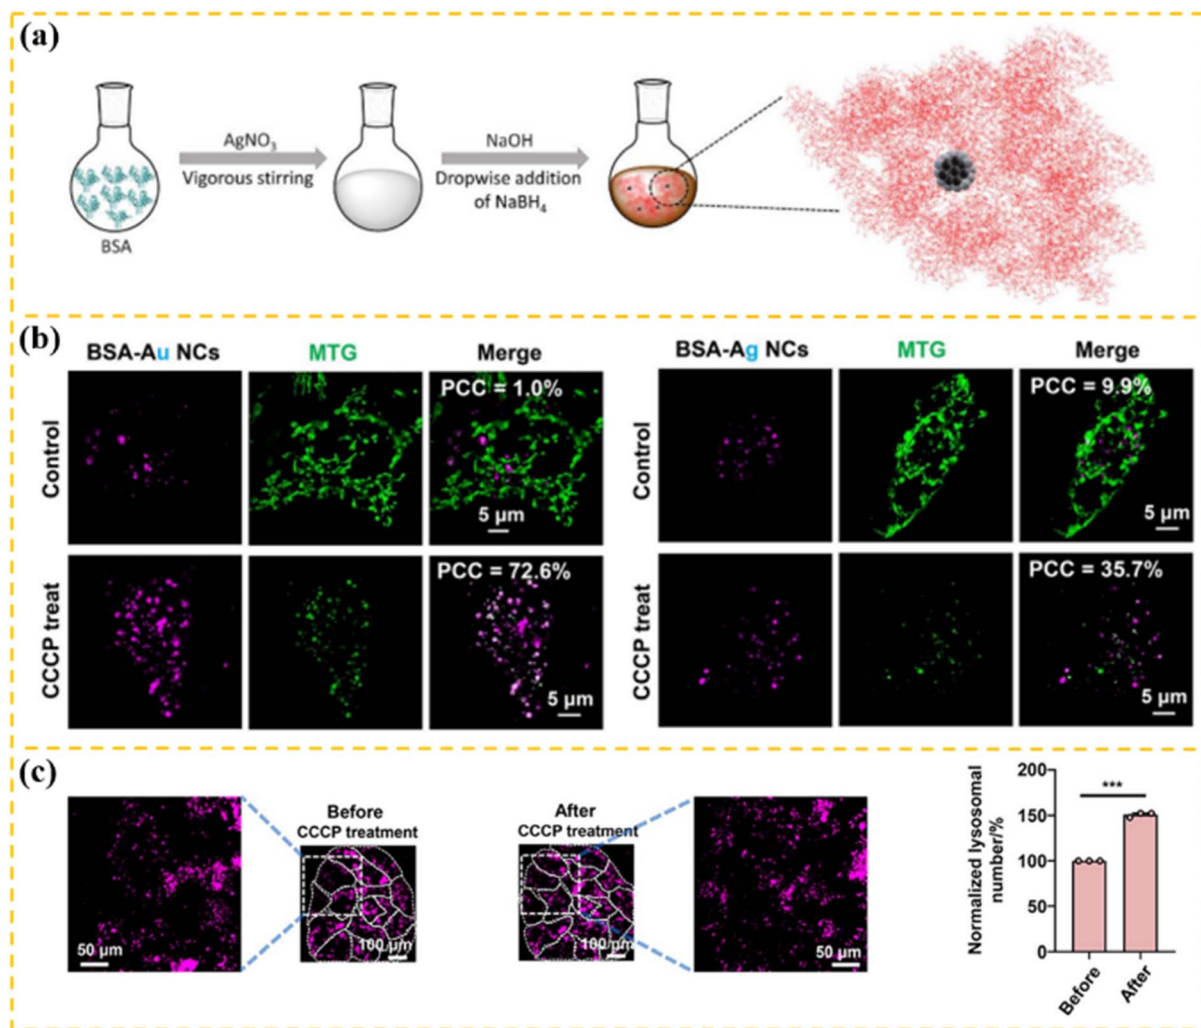 (a)
AgNO3
Vigorous stirring
NaOH
Dropwise addition
of NaBH4
BSA
(b)
BSA-Au NCs MTG Merge
Control
PCC = 1.0%
5 μm
CCCP treat
PCC = 72.6%
5 μm
BSA-Ag NCs MTG Merge
Control
PCC = 9.9%
5 μm
CCCP treat
PCC = 35.7%
5 μm
(c)
50 μm
Before
CCCP treatment
100 μm
After
CCCP treatment
100 μm
50 μm
Normalized lysosomal
number/%
200
150
100
50
0
***
Before
After